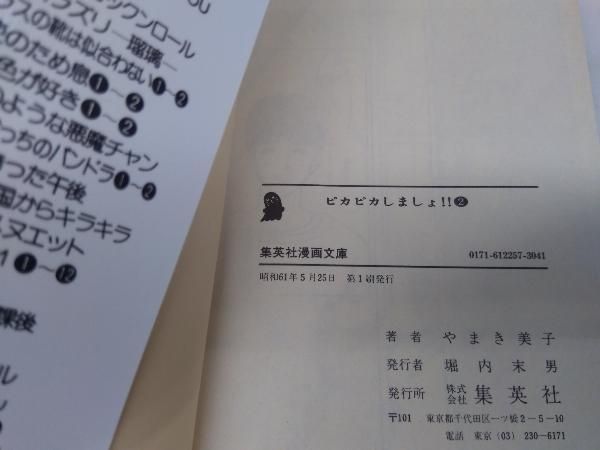 ックンロール
ラズリ―瑠璃―
スの靴は似合わない❶～❷
のため息❶～❷
色が好き❶～❷
ような悪魔チャン
っちのパンドラ❶～❷
った午後
国からキラキラ
ヌエット
1 ❶～⓬
課後
ル
ピカピカしましょ!!❷
集英社漫画文庫 0171-612257-3041
昭和61年5月25日 第1刷発行
著者 やまき美子
発行者 堀内末男
発行所 株式会社 集英社
〒101 東京都千代田区一ツ橋2-5-10
電話 東京(03) 230-6171